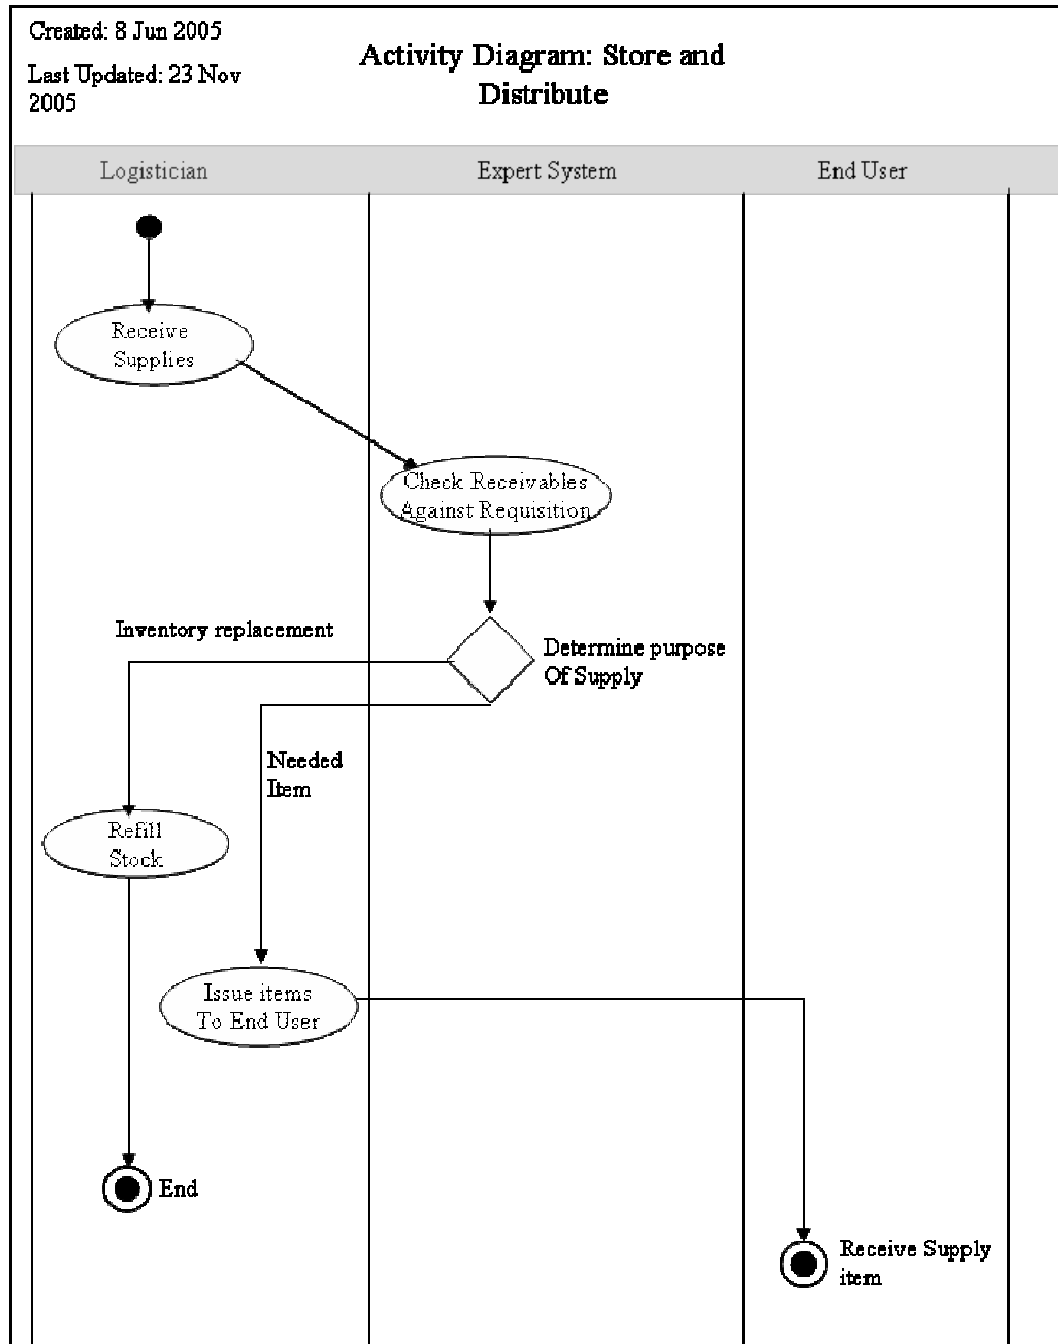 Created: 8 Jun 2005
Last Updated: 23 Nov
2005
Activity Diagram: Store and
Distribute
Logistician
Expert System
End User
Receive
Supplies
Check Receivables
Against Requisition
Inventory replacement
Determine purpose
Of Supply
Needed
Item
Refill
Stock
Issue items
To End User
End
Receive Supply
item